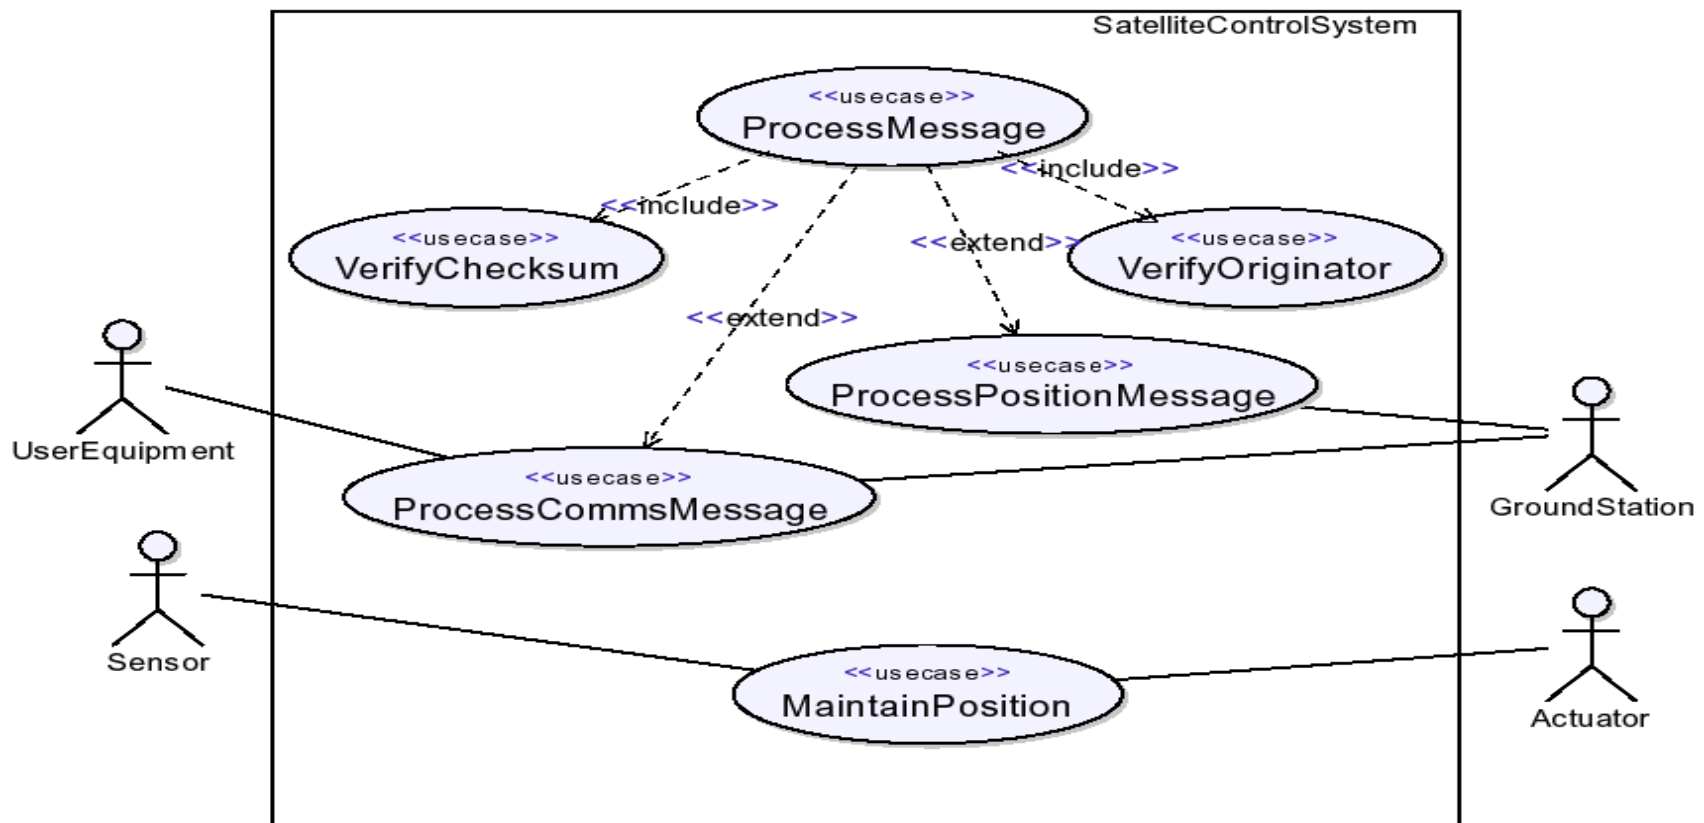 SatelliteControlSystem
<<usecase>>
ProcessMessage
<<include>>
<<include>>
<<usecase>>
VerifyChecksum
<<extend>>
<<usecase>>
VerifyOriginator
<<extend>>
<<usecase>>
ProcessPositionMessage
UserEquipment
<<usecase>>
ProcessCommsMessage
GroundStation
Sensor
<<usecase>>
MaintainPosition
Actuator